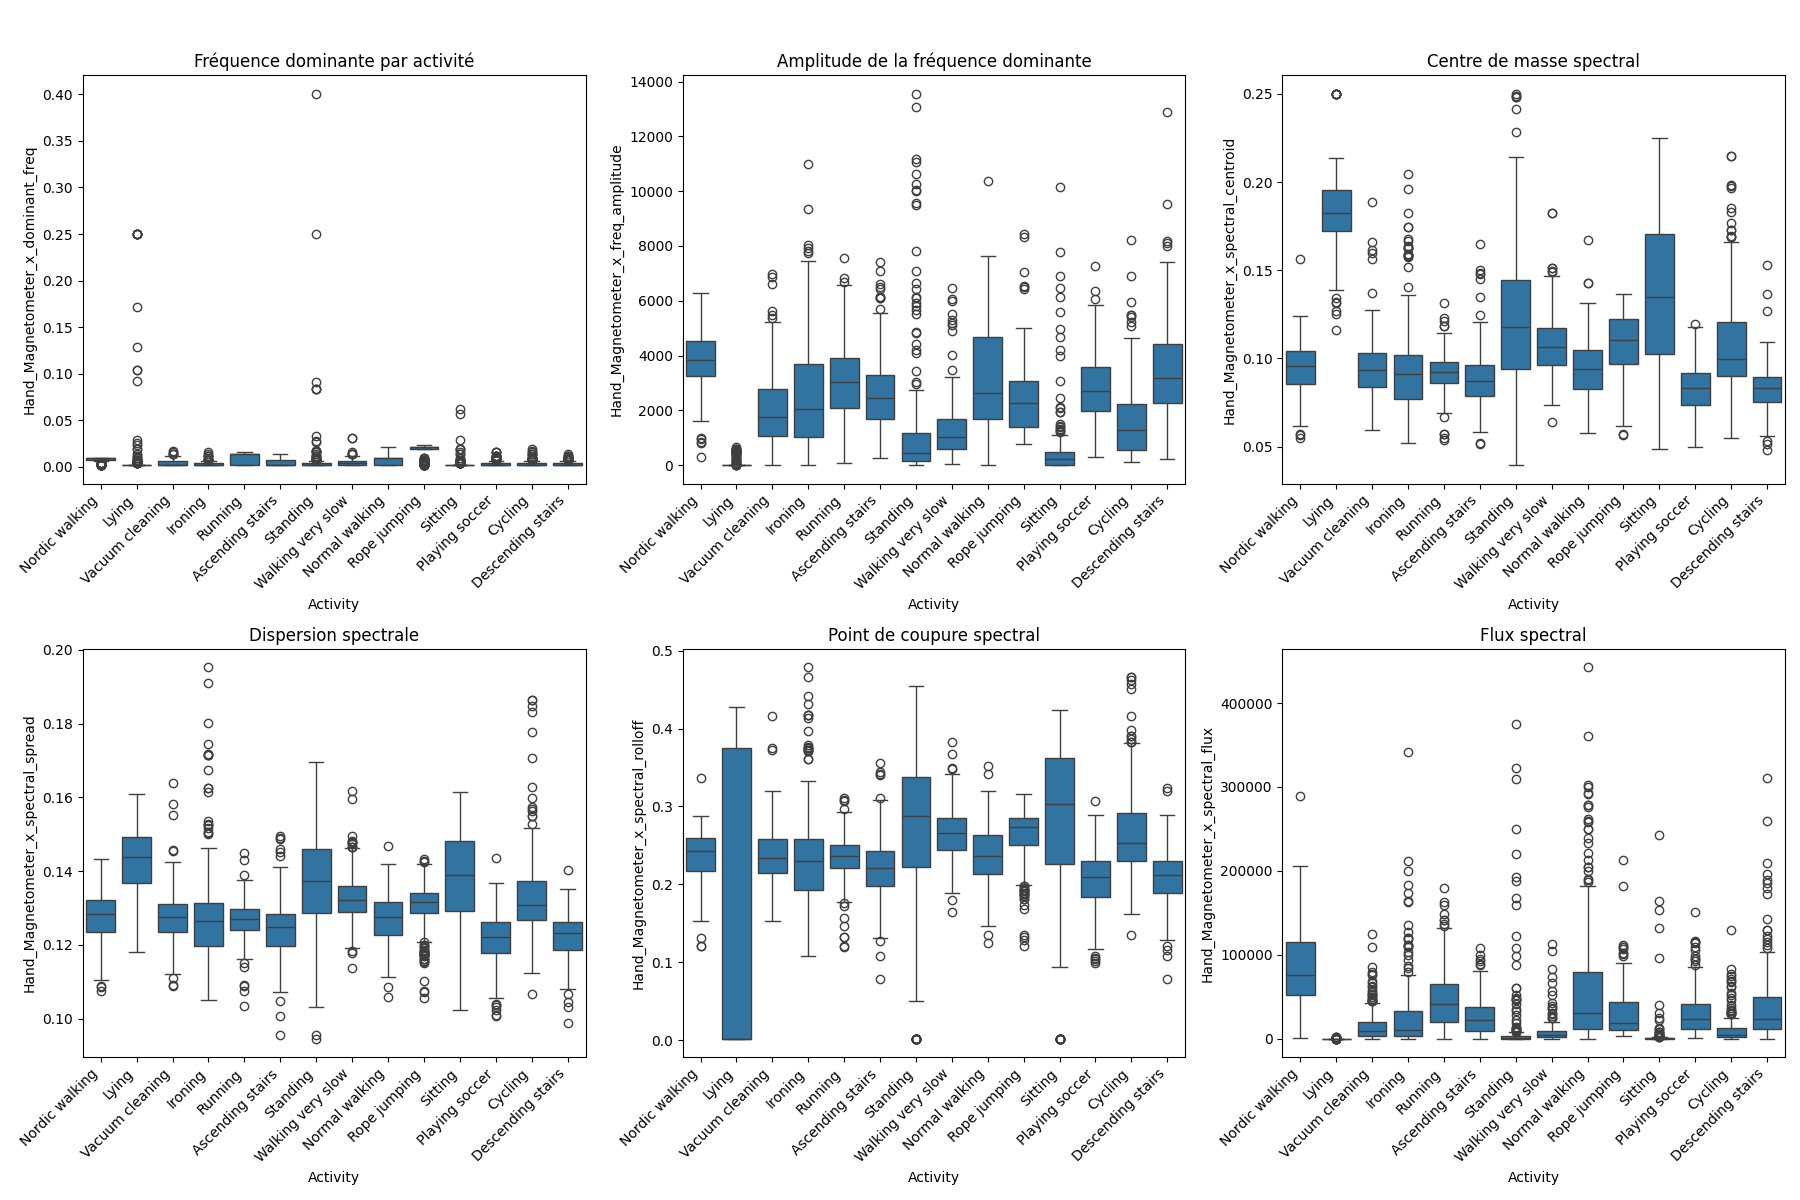 Fréquence dominante par activité
Hand_Magnetometer_x_dominant_freq
0.40
0.35
0.30
0.25
0.20
0.15
0.10
0.05
0.00
Nordic walking
Lying
Vacuum cleaning
Ironing
Running
Ascending stairs
Standing
Walking very slow
Normal walking
Rope jumping
Sitting
Playing soccer
Cycling
Descending stairs
Activity
Amplitude de la fréquence dominante
Hand_Magnetometer_x_freq_amplitude
14000
12000
10000
8000
6000
4000
2000
0
Nordic walking
Lying
Vacuum cleaning
Ironing
Running
Ascending stairs
Standing
Walking very slow
Normal walking
Rope jumping
Sitting
Playing soccer
Cycling
Descending stairs
Activity
Centre de masse spectral
Hand_Magnetometer_x_spectral_centroid
0.25
0.20
0.15
0.10
0.05
Nordic walking
Lying
Vacuum cleaning
Ironing
Running
Ascending stairs
Standing
Walking very slow
Normal walking
Rope jumping
Sitting
Playing soccer
Cycling
Descending stairs
Activity
Dispersion spectrale
Hand_Magnetometer_x_spectral_spread
0.20
0.18
0.16
0.14
0.12
0.10
Nordic walking
Lying
Vacuum cleaning
Ironing
Running
Ascending stairs
Standing
Walking very slow
Normal walking
Rope jumping
Sitting
Playing soccer
Cycling
Descending stairs
Activity
Point de coupure spectral
Hand_Magnetometer_x_spectral_rolloff
0.5
0.4
0.3
0.2
0.1
0.0
Nordic walking
Lying
Vacuum cleaning
Ironing
Running
Ascending stairs
Standing
Walking very slow
Normal walking
Rope jumping
Sitting
Playing soccer
Cycling
Descending stairs
Activity
Flux spectral
Hand_Magnetometer_x_spectral_flux
400000
300000
200000
100000
0
Nordic walking
Lying
Vacuum cleaning
Ironing
Running
Ascending stairs
Standing
Walking very slow
Normal walking
Rope jumping
Sitting
Playing soccer
Cycling
Descending stairs
Activity